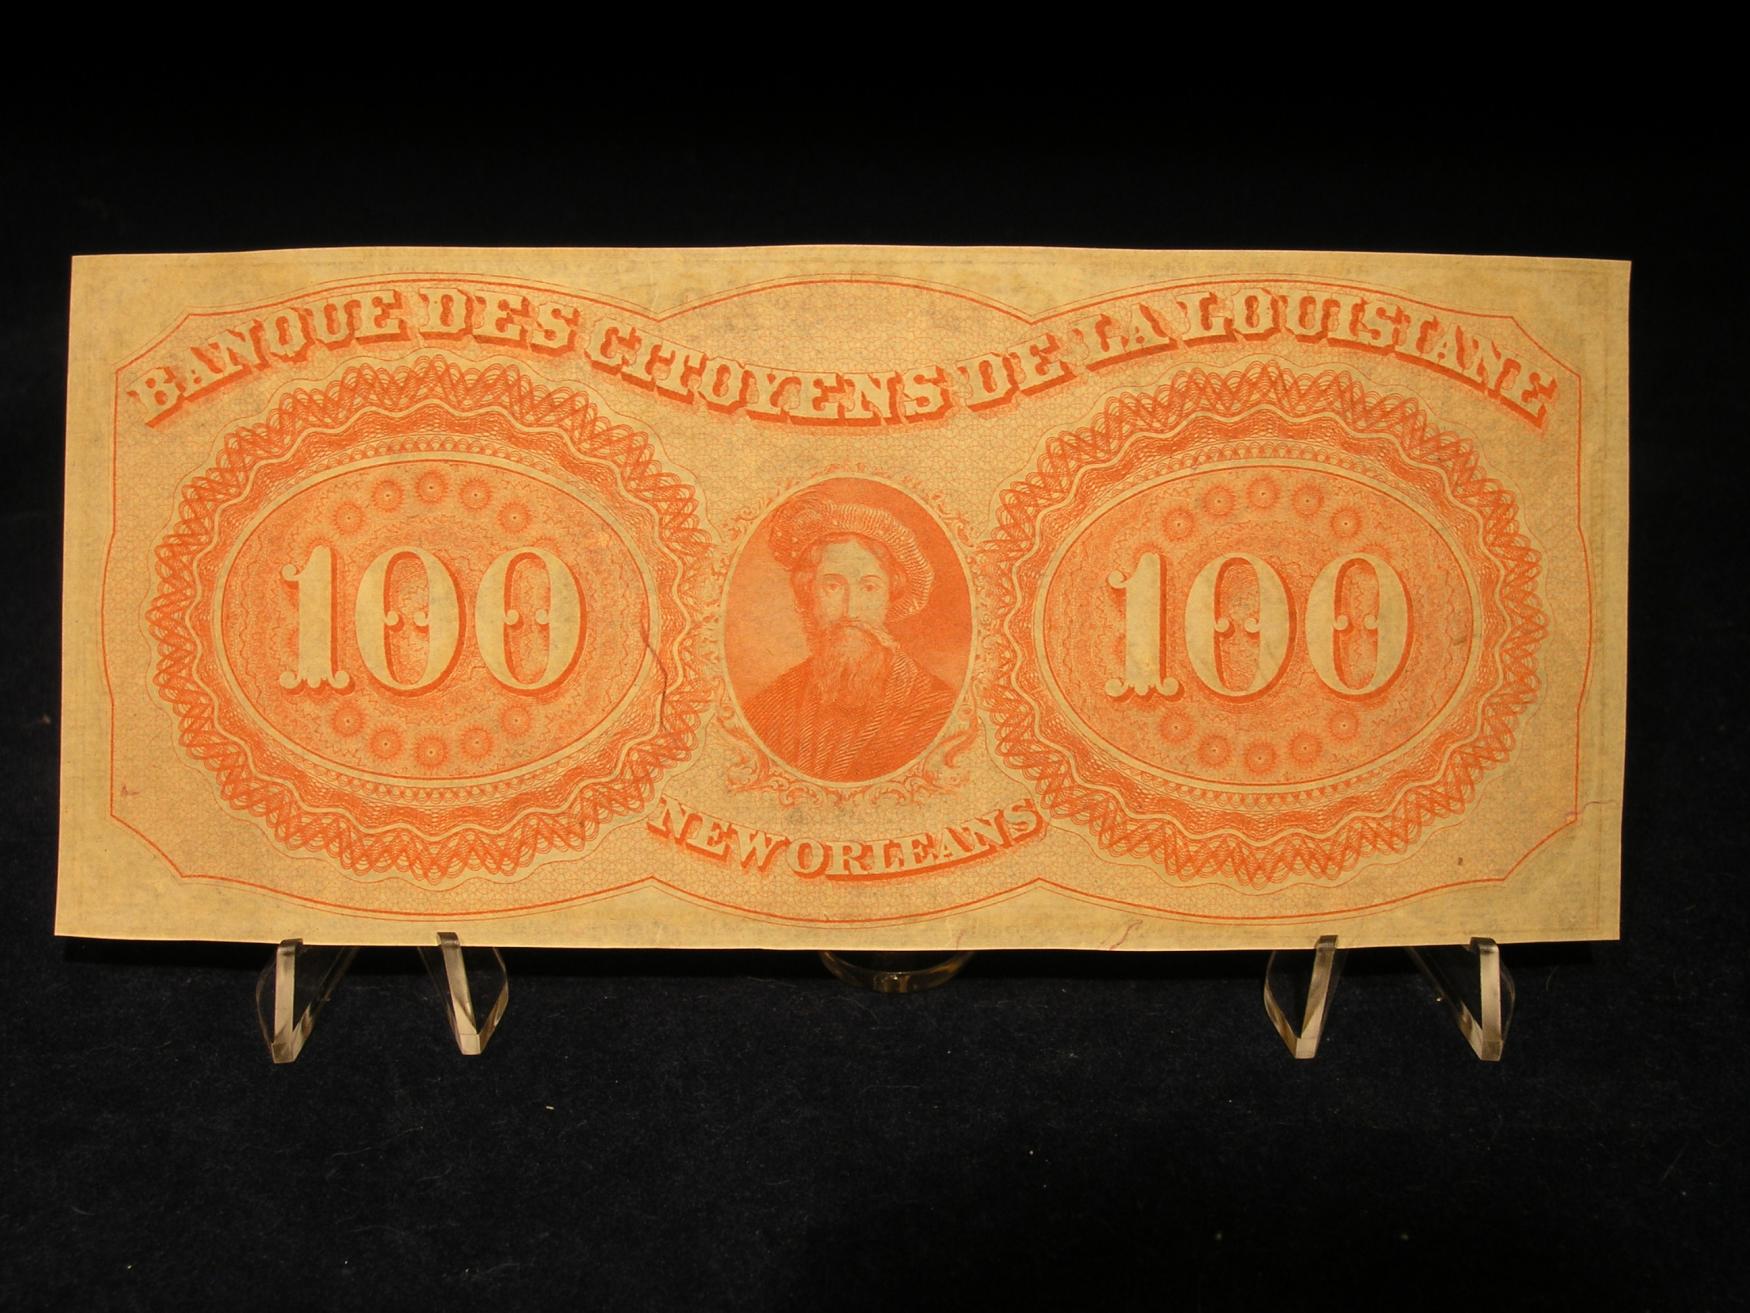 BANQUE DES CITOYENS DE LA LOUISIANE
100
100
NEW ORLEANS